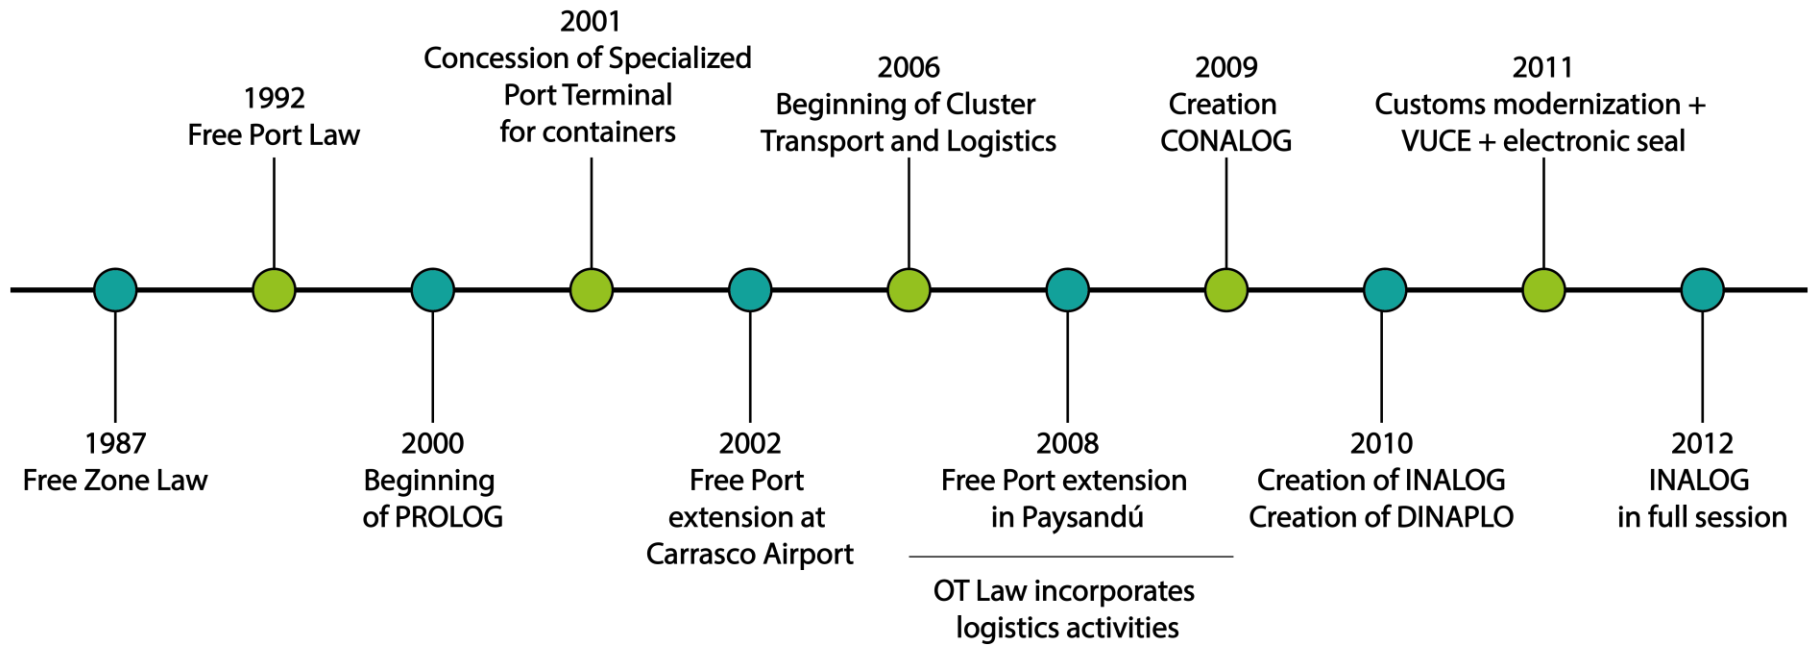 1987
Free Zone Law
1992
Free Port Law
2000
Beginning
of PROLOG
2001
Concession of Specialized
Port Terminal
for containers
2002
Free Port
extension at
Carrasco Airport
2006
Beginning of Cluster
Transport and Logistics
2008
Free Port extension
in Paysandú
OT Law incorporates
logistics activities
2009
Creation
CONALOG
2010
Creation of INALOG
Creation of DINAPLO
2011
Customs modernization +
VUCE + electronic seal
2012
INALOG
in full session